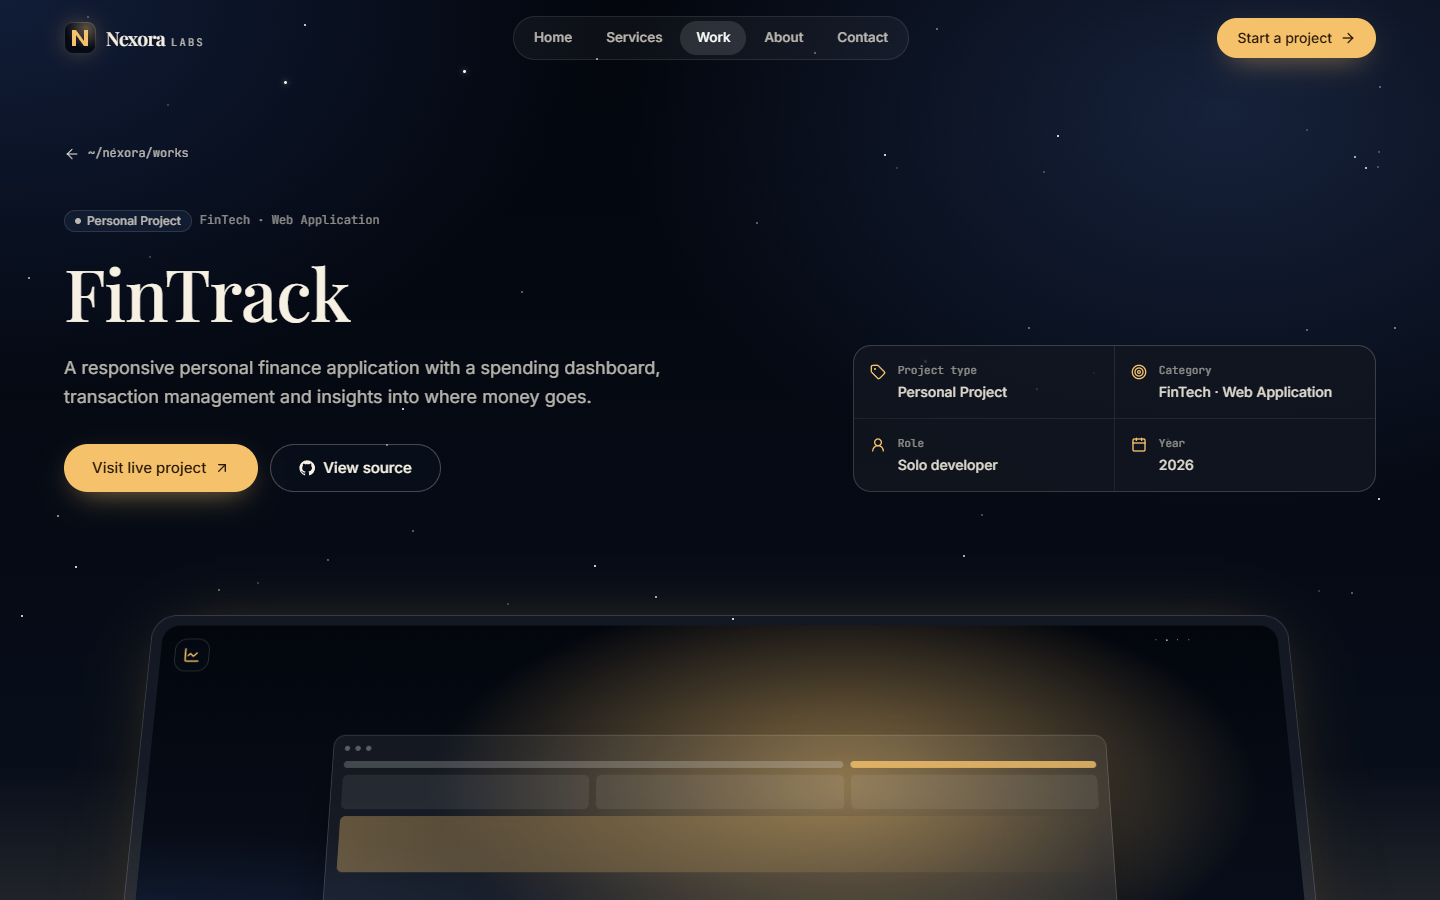 N Nexora LABS
Home Services Work About Contact
Start a project
~/nexora/works
Personal Project FinTech · Web Application
FinTrack
A responsive personal finance application with a spending dashboard,
transaction management and insights into where money goes.
Visit live project
View source
Project type
Personal Project
Category
FinTech · Web Application
Role
Solo developer
Year
2026